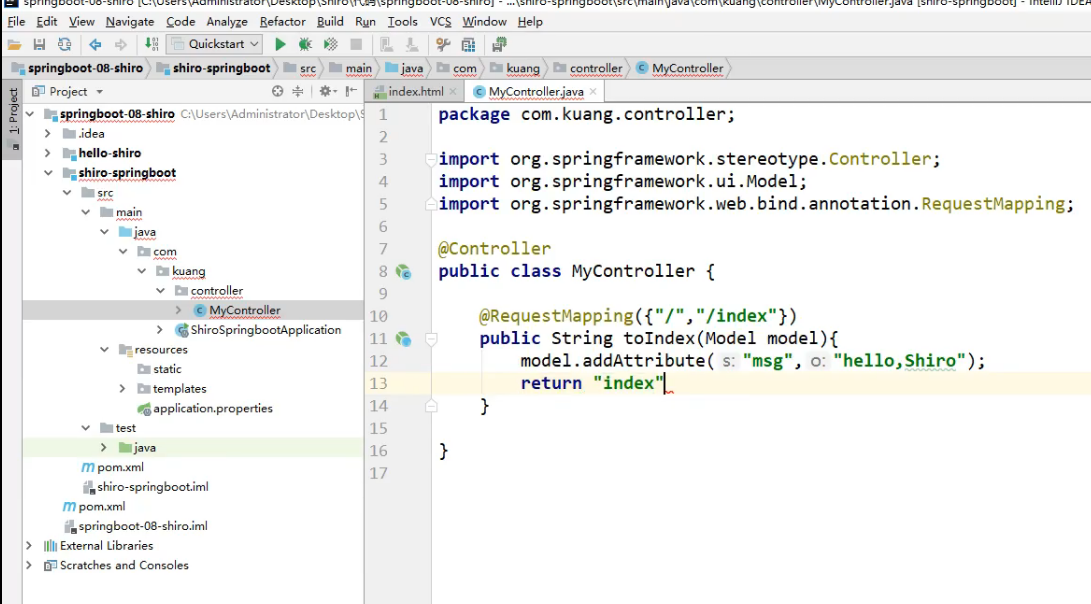 springboot-08-shiro [C:\Users\Administrator\Desktop\Shiro\代码\springboot-08-shiro] - ...\shiro-springboot\src\main\java\com\kuang\controller\MyController.java [shiro-springboot] - IntelliJ IDEA
File Edit View Navigate Code Analyze Refactor Build Run Tools VCS Window Help
Quickstart
springboot-08-shiro shiro-springboot src main java com kuang controller MyController
1: Project
Project
index.html MyController.java
springboot-08-shiro C:\Users\Administrator\Desktop\S
.idea
hello-shiro
shiro-springboot
src
main
java
com
kuang
controller
MyController
ShiroSpringbootApplication
resources
static
templates
application.properties
test
java
pom.xml
shiro-springboot.iml
pom.xml
springboot-08-shiro.iml
External Libraries
Scratches and Consoles
1 package com.kuang.controller;
2
3 import org.springframework.stereotype.Controller;
4 import org.springframework.ui.Model;
5 import org.springframework.web.bind.annotation.RequestMapping;
6
7 @Controller
8 public class MyController {
9
10 @RequestMapping({"/","/index"})
11 public String toIndex(Model model){
12 model.addAttribute( s: "msg", o: "hello,Shiro");
13 return "index"
14 }
15
16 }
17